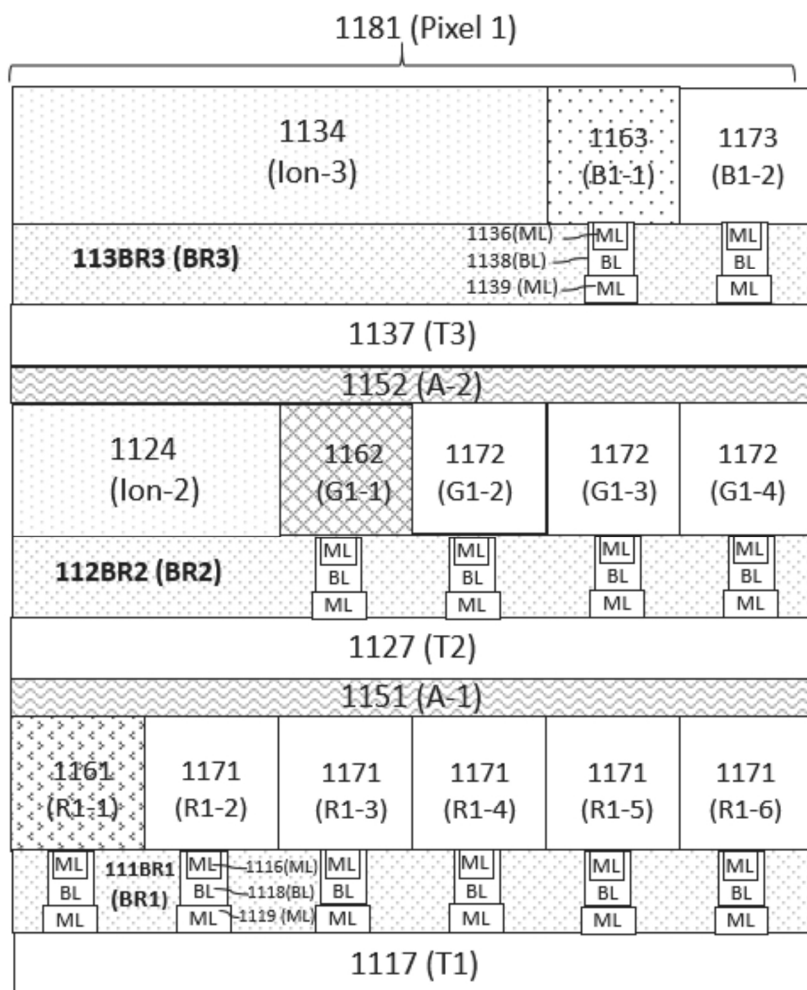 1181 (Pixel 1)
1134 1163 1173
(Ion-3) (B1-1) (B1-2)
1136(ML) ML ML
113BR3 (BR3) 1138(BL) BL BL
1139 (ML) ML ML
1137 (T3)
1152 (A-2)
1124 1162 1172 1172 1172
(Ion-2) (G1-1) (G1-2) (G1-3) (G1-4)
ML ML ML ML
112BR2 (BR2) BL BL BL BL
ML ML ML ML
1127 (T2)
1151 (A-1)
1161 1171 1171 1171 1171 1171
(R1-1) (R1-2) (R1-3) (R1-4) (R1-5) (R1-6)
ML 111BR1 ML 1116(ML) ML ML ML ML
BL (BR1) BL 1118(BL) BL BL BL BL
ML ML 1119 (ML) ML ML ML ML
1117 (T1)